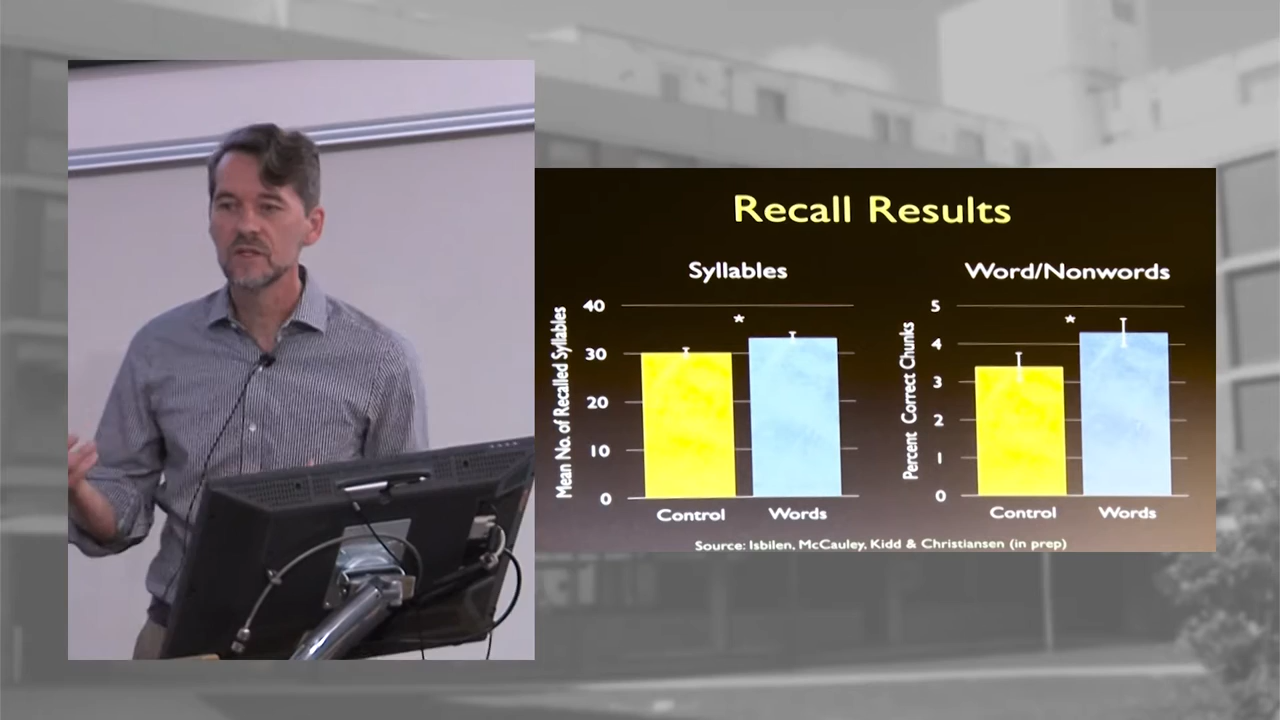 Recall Results
Syllables
Mean No. of Recalled Syllables
40
30
20
10
0
*
Control
Words
Word/Nonwords
Percent Correct Chunks
5
4
3
2
1
0
*
Control
Words
Source: Isbilen, McCauley, Kidd & Christiansen (in prep)